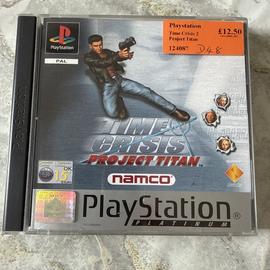 PlayStation
PAL
Playstation
£12.50
Time Crisis 2
Project Titan
124087
D48
TIME
CRISIS
PROJECT TITAN
namco
15
PlayStation
PLATINUM